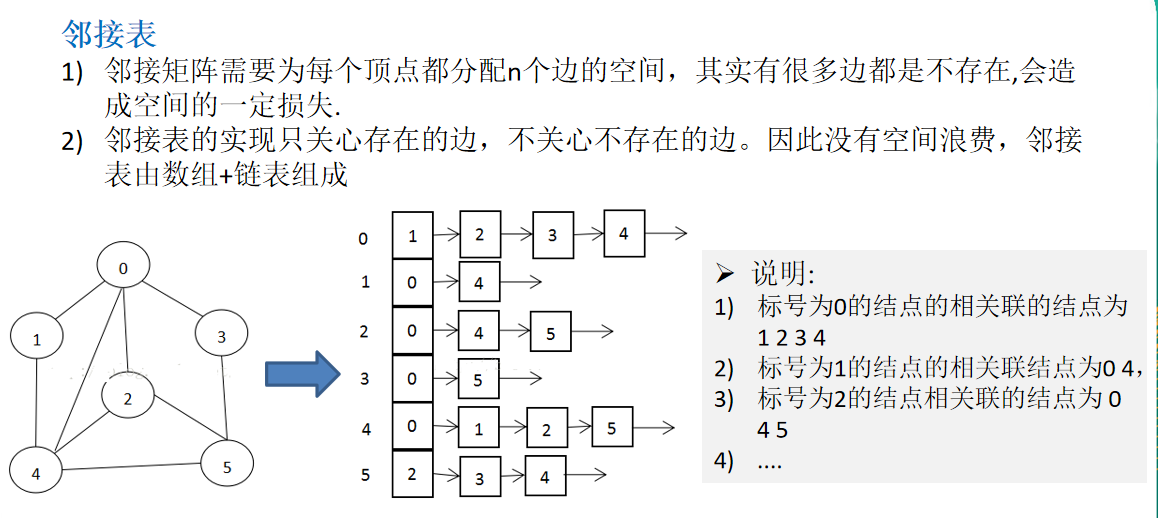 邻接表
1) 邻接矩阵需要为每个顶点都分配n个边的空间，其实有很多边都是不存在,会造
成空间的一定损失.
2) 邻接表的实现只关心存在的边，不关心不存在的边。因此没有空间浪费，邻接
表由数组+链表组成
0
1
3
2
4
5
0 1 2 3 4
1 0 4
2 0 4 5
3 0 5
4 0 1 2 5
5 2 3 4
➢ 说明:
1) 标号为0的结点的相关联的结点为
1 2 3 4
2) 标号为1的结点的相关联结点为0 4，
3) 标号为2的结点相关联的结点为 0
4 5
4) ....